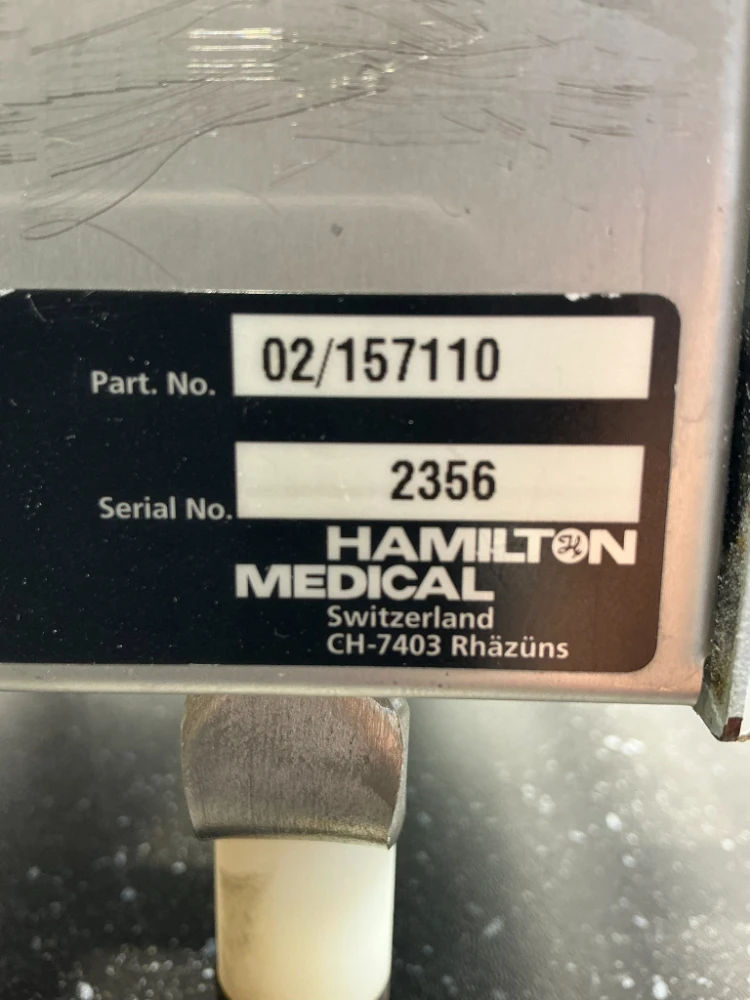 Part. No. 02/157110
Serial No. 2356
HAMILTON
MEDICAL
Switzerland
CH-7403 Rhäzüns